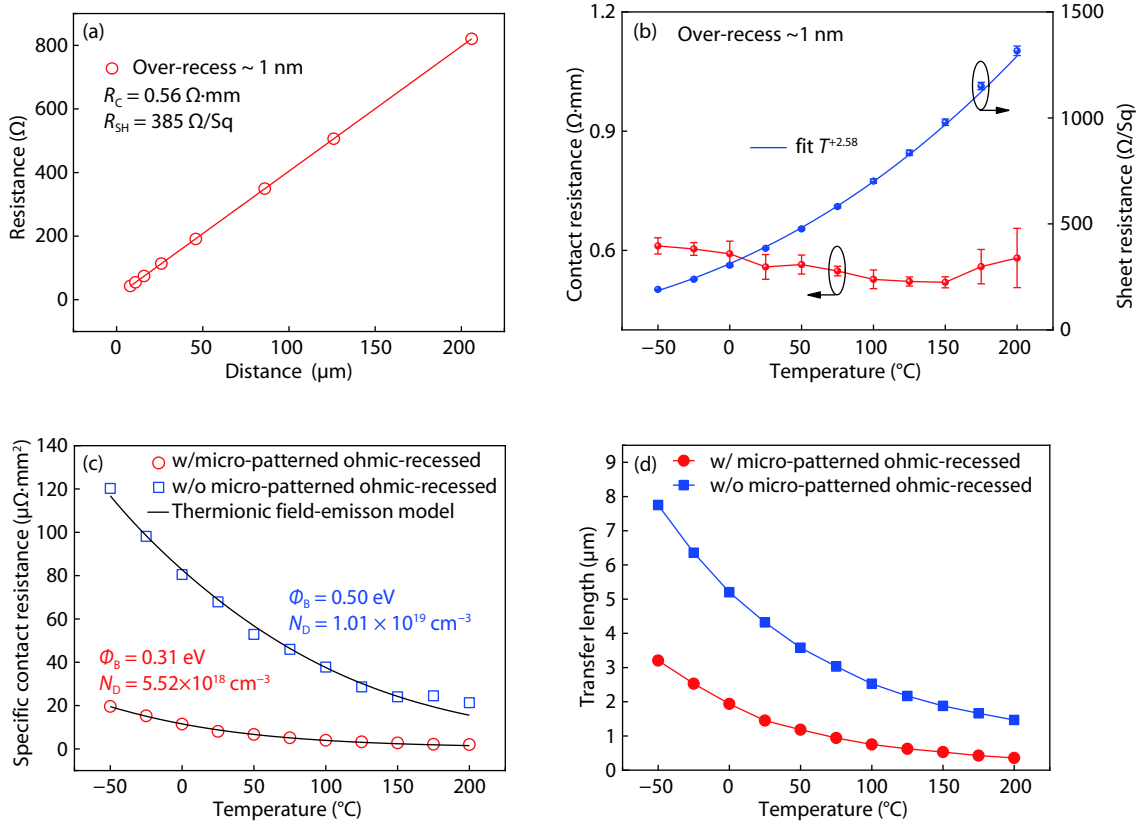 (a)
Over-recess ~ 1 nm
R_C = 0.56 Ω·mm
R_SH = 385 Ω/Sq
800
600
400
200
0
Resistance (Ω)
0 50 100 150 200
Distance (μm)
(b) Over-recess ~1 nm
fit T^+2.58
1.2
0.9
0.6
Contact resistance (Ω·mm)
1500
1000
500
0
Sheet resistance (Ω/Sq)
−50 0 50 100 150 200
Temperature (°C)
(c)
w/micro-patterned ohmic-recessed
w/o micro-patterned ohmic-recessed
Thermionic field-emisson model
Φ_B = 0.50 eV
N_D = 1.01 × 10^19 cm^−3
Φ_B = 0.31 eV
N_D = 5.52×10^18 cm^−3
140
120
100
80
60
40
20
0
Specific contact resistance (μΩ·mm²)
−50 0 50 100 150 200
Temperature (°C)
(d)
w/ micro-patterned ohmic-recessed
w/o micro-patterned ohmic-recessed
9
8
7
6
5
4
3
2
1
0
Transfer length (μm)
−50 0 50 100 150 200
Temperature (°C)